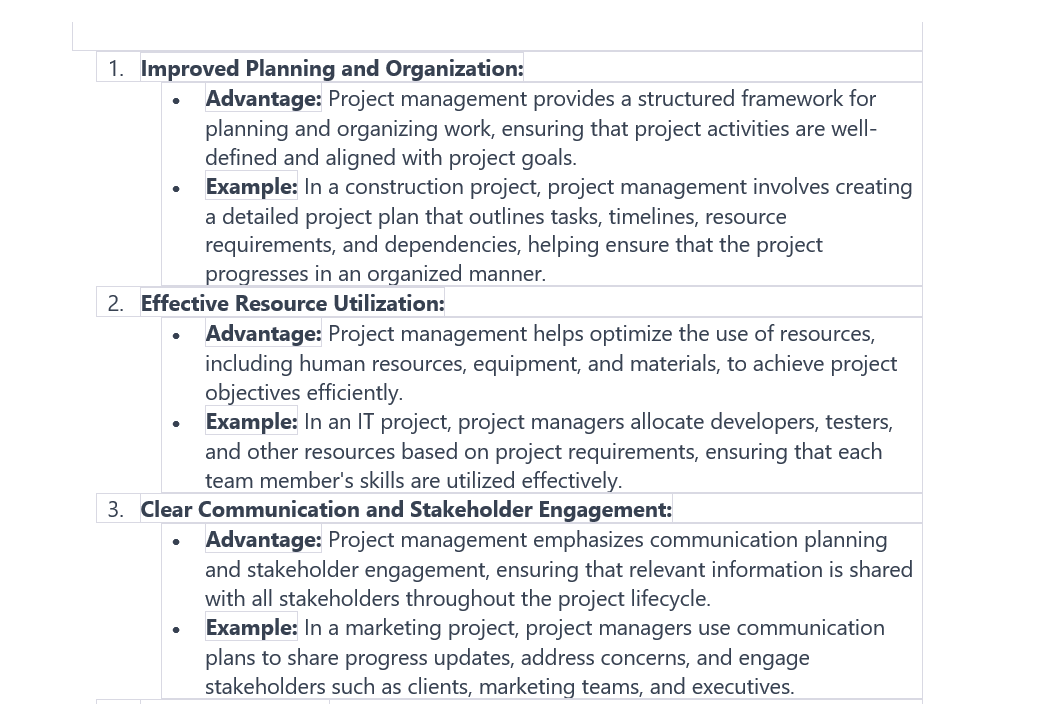 1. Improved Planning and Organization:
• Advantage: Project management provides a structured framework for
planning and organizing work, ensuring that project activities are well-
defined and aligned with project goals.
• Example: In a construction project, project management involves creating
a detailed project plan that outlines tasks, timelines, resource
requirements, and dependencies, helping ensure that the project
progresses in an organized manner.
2. Effective Resource Utilization:
• Advantage: Project management helps optimize the use of resources,
including human resources, equipment, and materials, to achieve project
objectives efficiently.
• Example: In an IT project, project managers allocate developers, testers,
and other resources based on project requirements, ensuring that each
team member's skills are utilized effectively.
3. Clear Communication and Stakeholder Engagement:
• Advantage: Project management emphasizes communication planning
and stakeholder engagement, ensuring that relevant information is shared
with all stakeholders throughout the project lifecycle.
• Example: In a marketing project, project managers use communication
plans to share progress updates, address concerns, and engage
stakeholders such as clients, marketing teams, and executives.